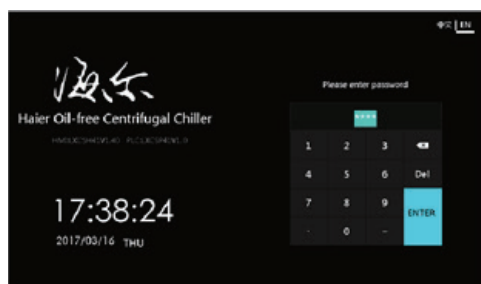 中文 | EN
海尔
Haier Oil-free Centrifugal Chiller
17:38:24
2017/03/16 THU
Please enter password
****
1 2 3
4 5 6 Del
7 8 9 ENTER
. 0 -